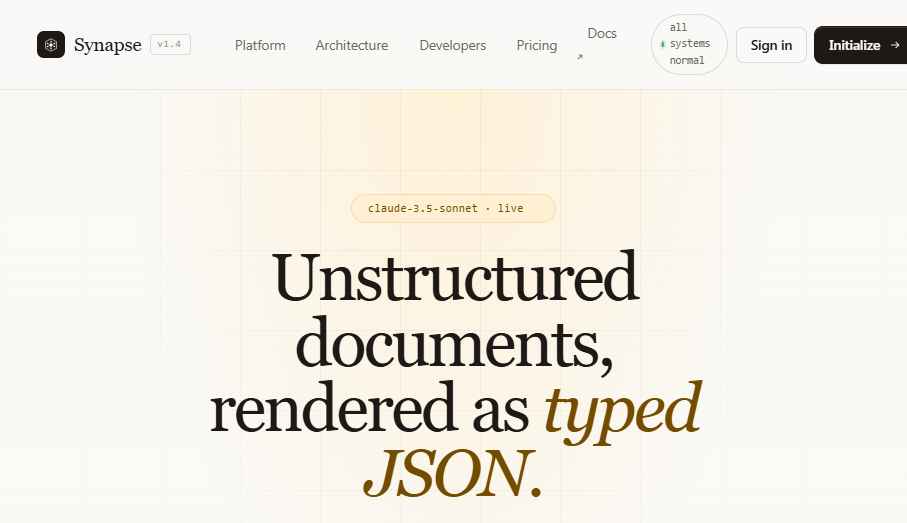 Synapse v1.4 Platform Architecture Developers Pricing Docs ↗ all systems normal Sign in Initialize →
claude-3.5-sonnet · live
Unstructured
documents,
rendered as typed
JSON.